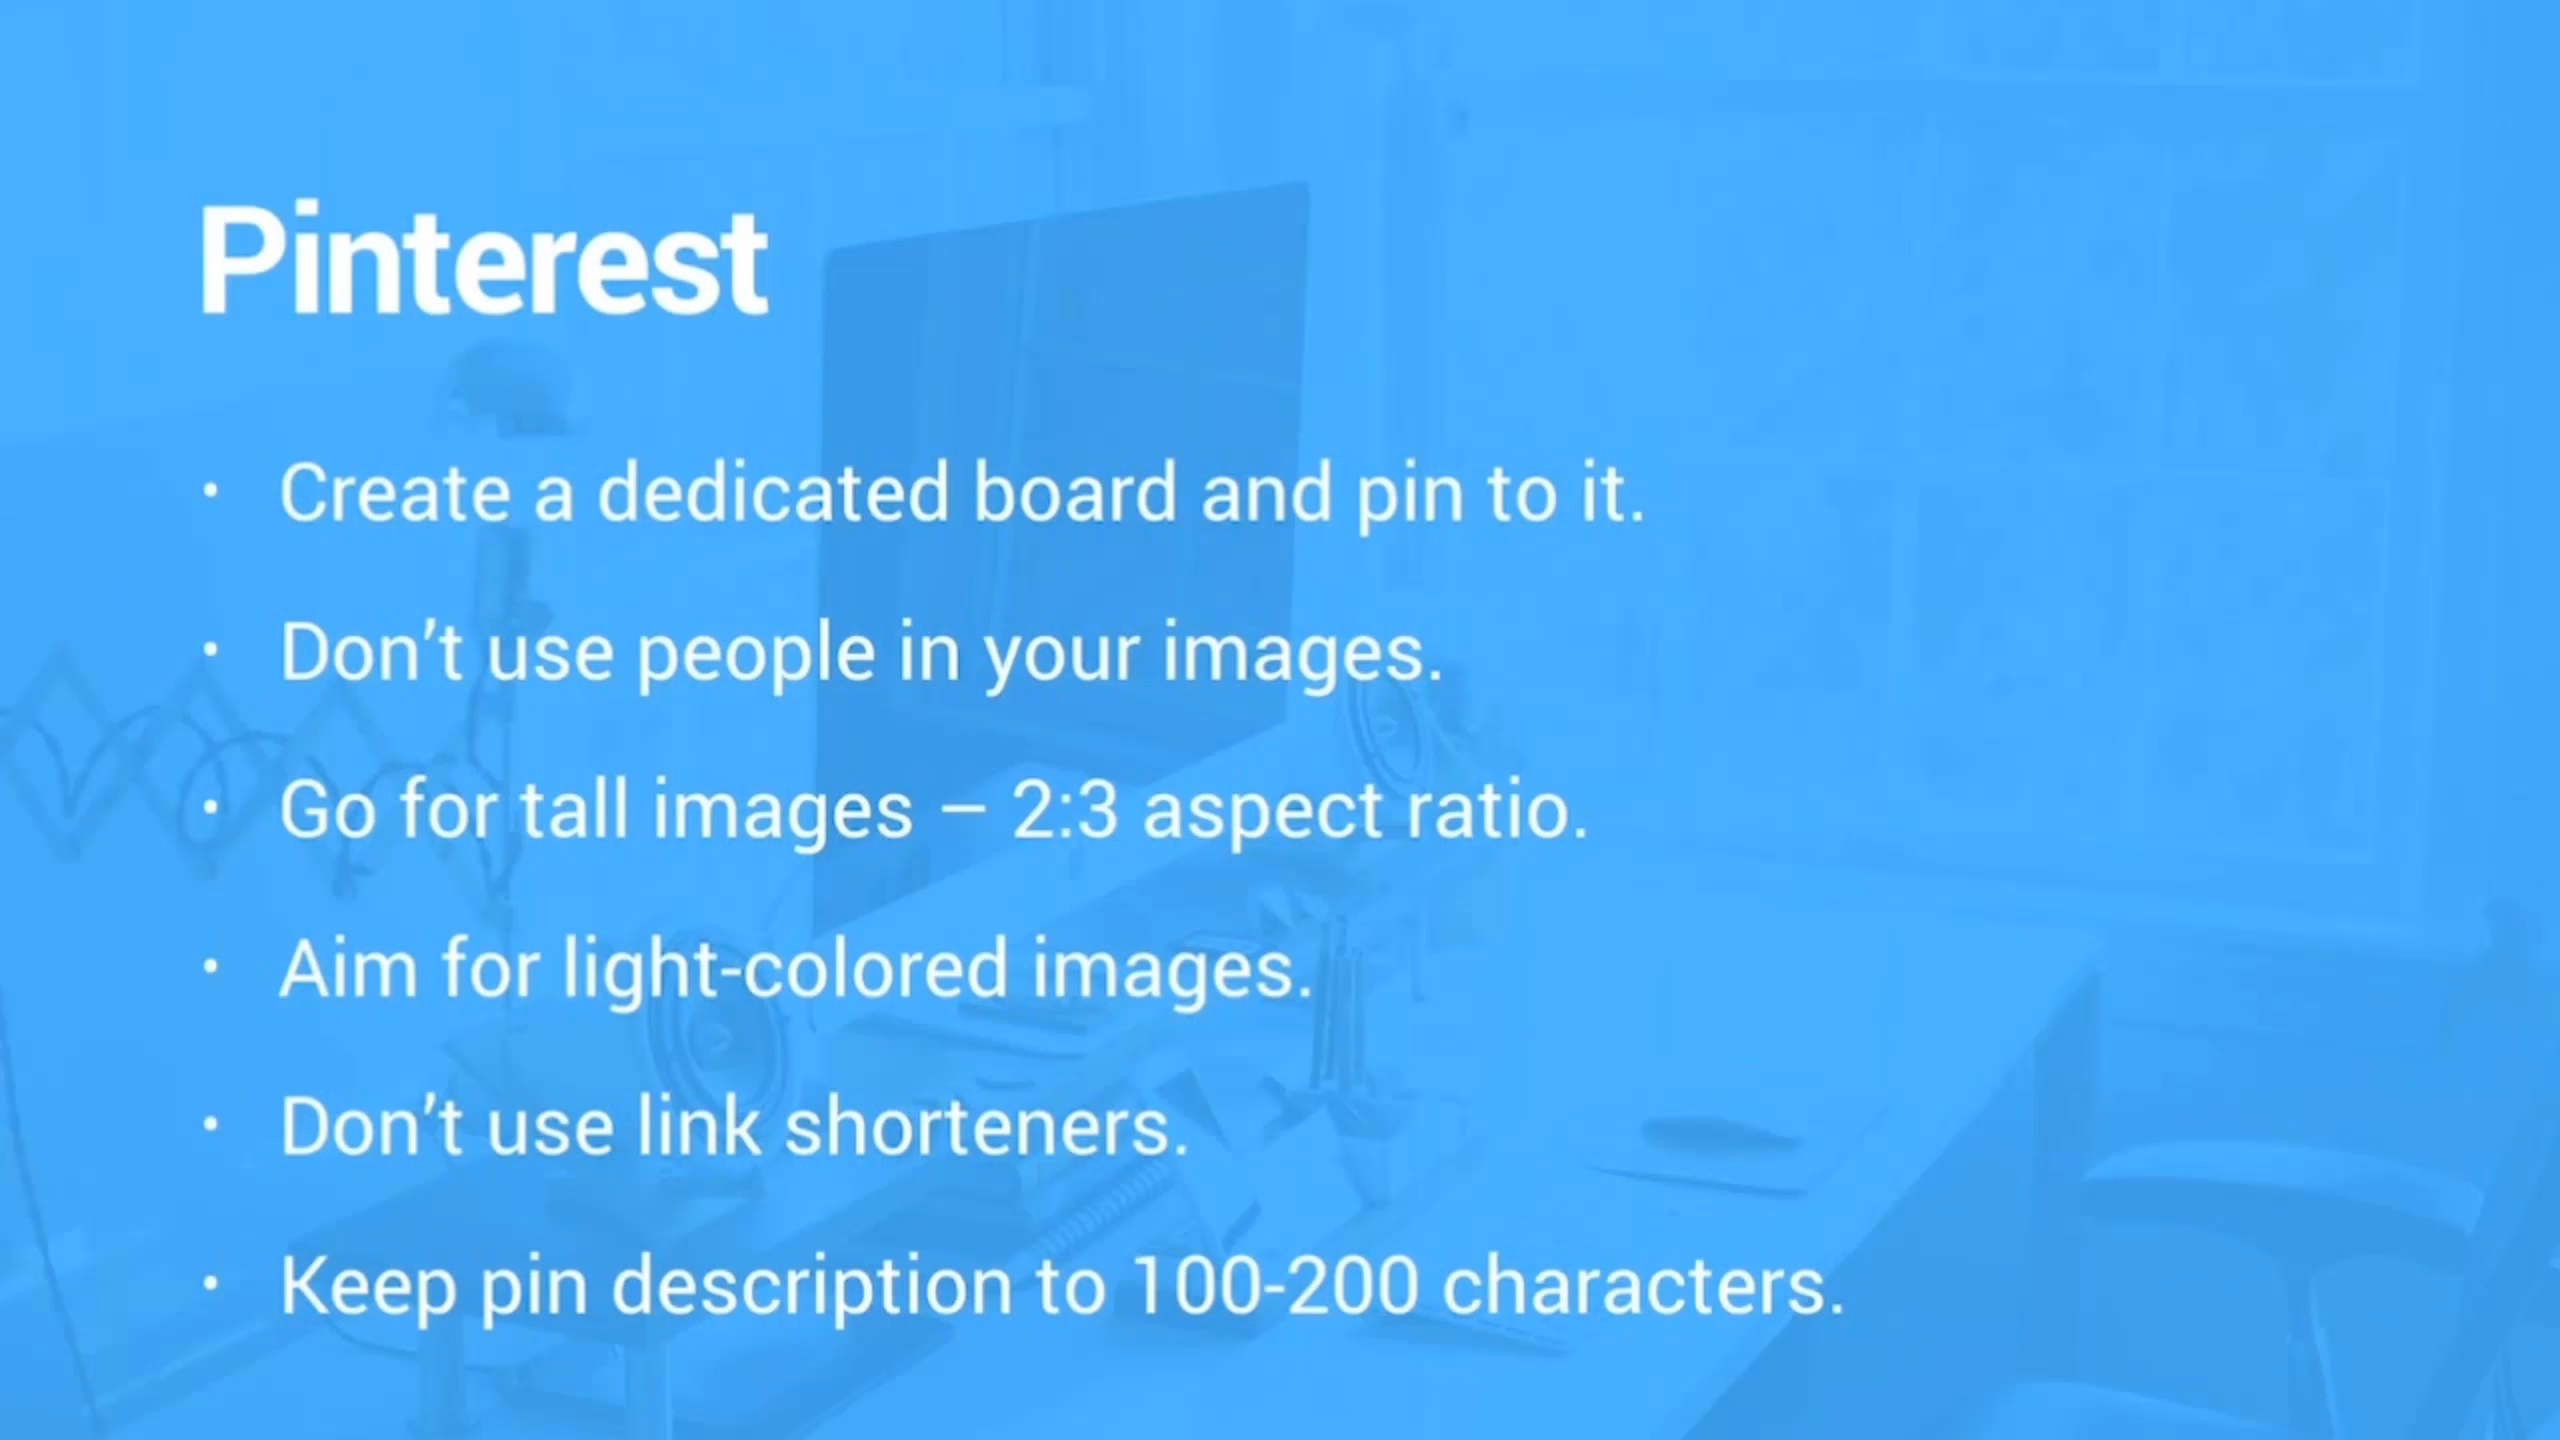 Pinterest
• Create a dedicated board and pin to it.
• Don’t use people in your images.
• Go for tall images – 2:3 aspect ratio.
• Aim for light-colored images.
• Don’t use link shorteners.
• Keep pin description to 100-200 characters.